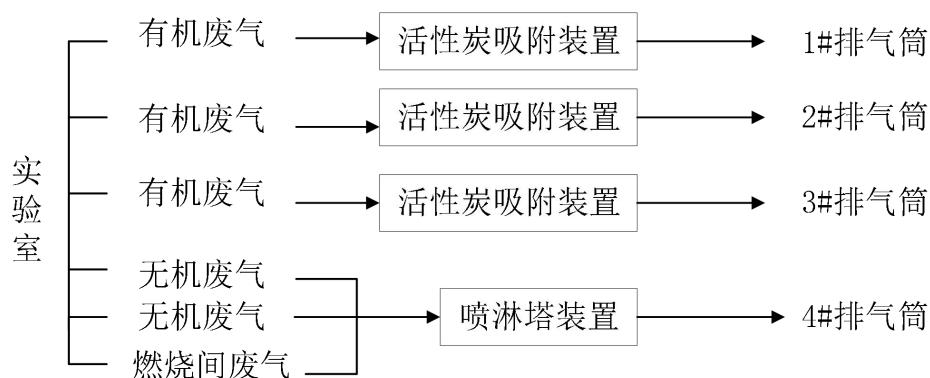 实验室
有机废气 活性炭吸附装置 1#排气筒
有机废气 活性炭吸附装置 2#排气筒
有机废气 活性炭吸附装置 3#排气筒
无机废气
无机废气 喷淋塔装置 4#排气筒
燃烧间废气